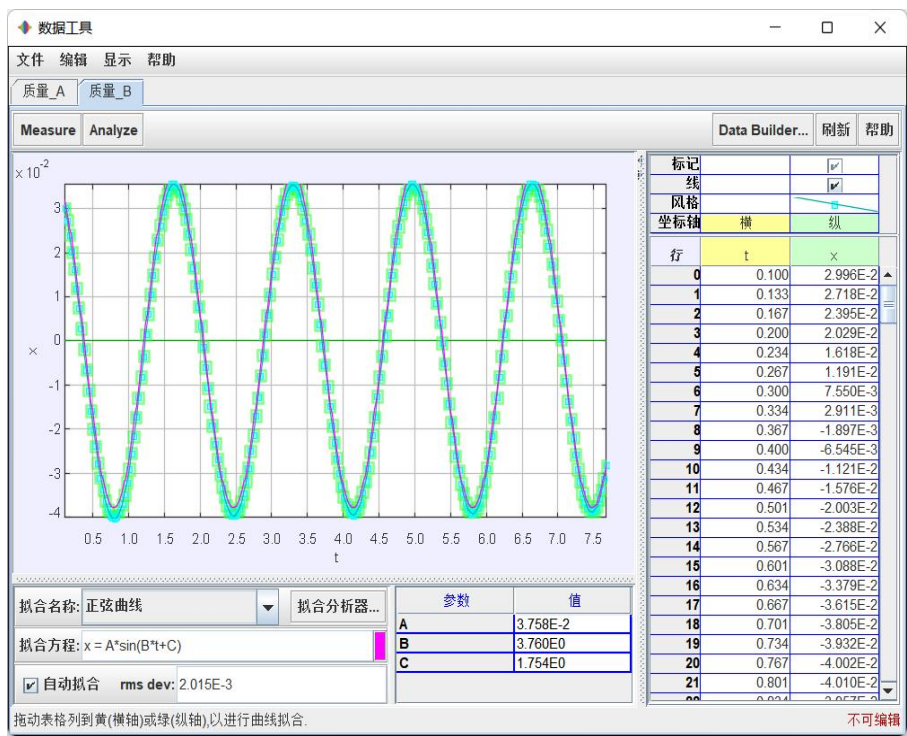 数据工具
文件 编辑 显示 帮助
质量_A 质量_B
Measure Analyze Data Builder... 刷新 帮助
× 10-2
3
2
1
0
-1
-2
-3
-4
x
0.5 1.0 1.5 2.0 2.5 3.0 3.5 4.0 4.5 5.0 5.5 6.0 6.5 7.0 7.5
t
标记
线
风格
坐标轴 横 纵
行 t x
0 0.100 2.996E-2
1 0.133 2.718E-2
2 0.167 2.395E-2
3 0.200 2.029E-2
4 0.234 1.618E-2
5 0.267 1.191E-2
6 0.300 7.550E-3
7 0.334 2.911E-3
8 0.367 -1.897E-3
9 0.400 -6.545E-3
10 0.434 -1.121E-2
11 0.467 -1.576E-2
12 0.501 -2.003E-2
13 0.534 -2.388E-2
14 0.567 -2.766E-2
15 0.601 -3.088E-2
16 0.634 -3.379E-2
17 0.667 -3.615E-2
18 0.701 -3.805E-2
19 0.734 -3.932E-2
20 0.767 -4.002E-2
21 0.801 -4.010E-2
拟合名称: 正弦曲线 拟合分析器...
拟合方程: x = A*sin(B*t+C)
自动拟合 rms dev: 2.015E-3
参数 值
A 3.758E-2
B 3.760E0
C 1.754E0
拖动表格列到黄(横轴)或绿(纵轴),以进行曲线拟合.
不可编辑